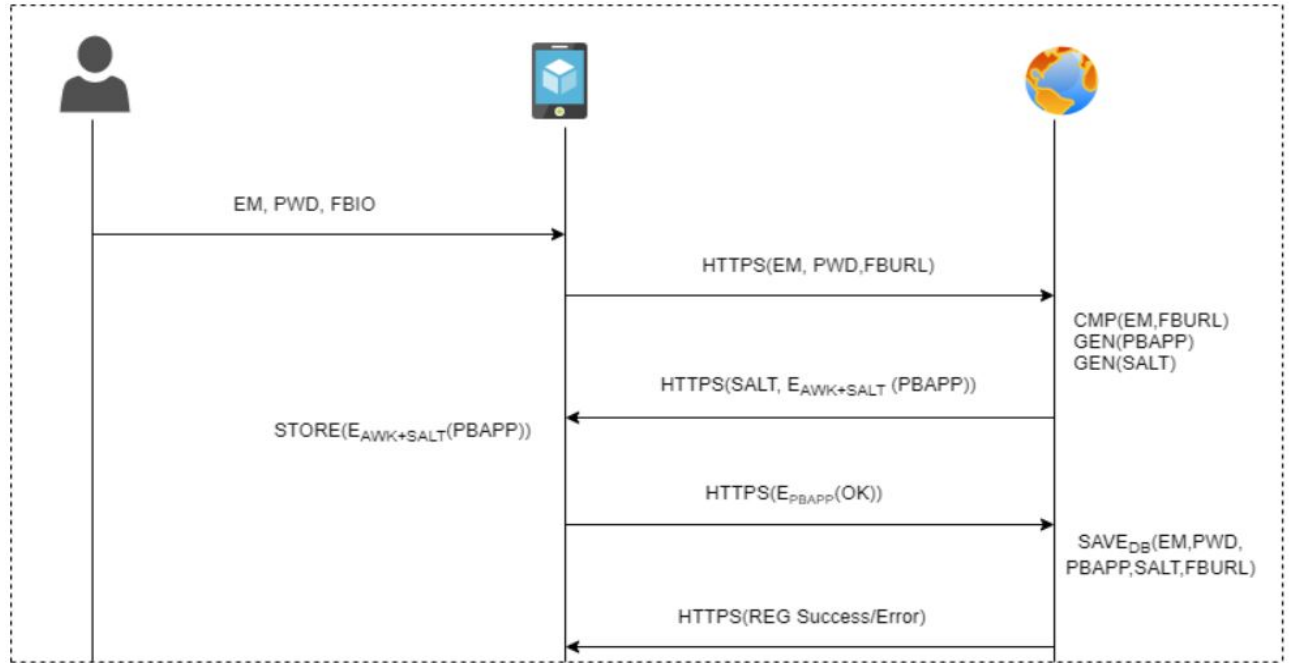 EM, PWD, FBIO
HTTPS(EM, PWD,FBURL)
CMP(EM,FBURL)
GEN(PBAPP)
GEN(SALT)
HTTPS(SALT, EAWK+SALT (PBAPP))
STORE(EAWK+SALT(PBAPP))
HTTPS(EPBAPP(OK))
SAVEDB(EM,PWD,
PBAPP,SALT,FBURL)
HTTPS(REG Success/Error)